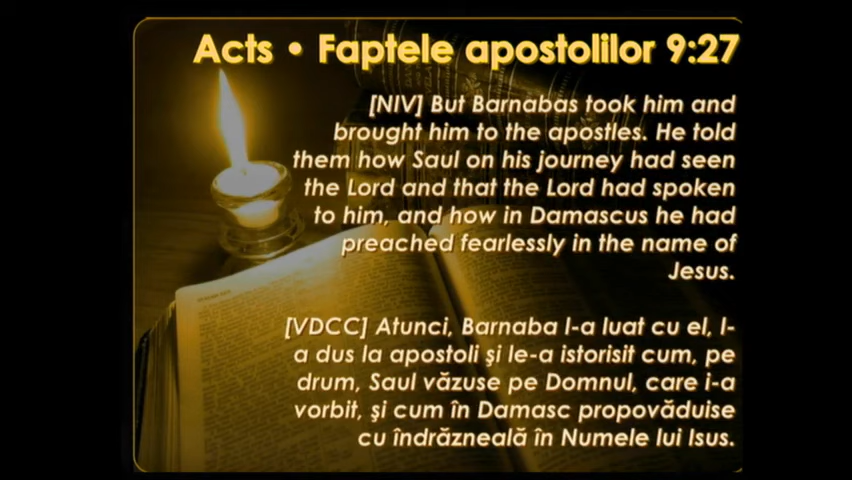 Acts • Faptele apostolilor 9:27
[NIV] But Barnabas took him and
brought him to the apostles. He told
them how Saul on his journey had seen
the Lord and that the Lord had spoken
to him, and how in Damascus he had
preached fearlessly in the name of
Jesus.
[VDCC] Atunci, Barnaba l-a luat cu el, l-
a dus la apostoli şi le-a istorisit cum, pe
drum, Saul văzuse pe Domnul, care i-a
vorbit, şi cum în Damasc propovăduise
cu îndrăzneală în Numele lui Isus.